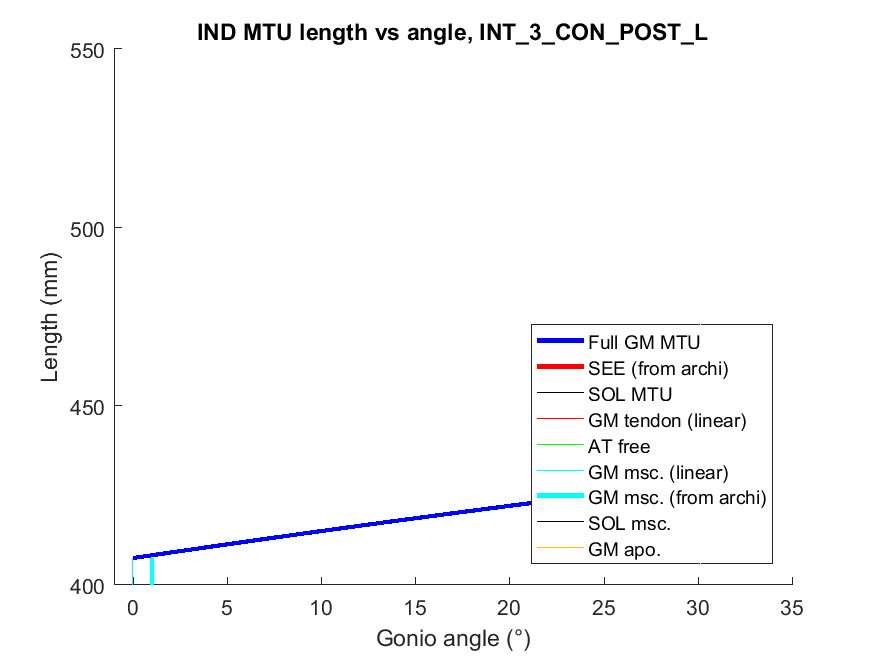 IND MTU length vs angle, INT_3_CON_POST_L
550
500
450
400
Length (mm)
Full GM MTU
SEE (from archi)
SOL MTU
GM tendon (linear)
AT free
GM msc. (linear)
GM msc. (from archi)
SOL msc.
GM apo.
0 5 10 15 20 25 30 35
Gonio angle (°)